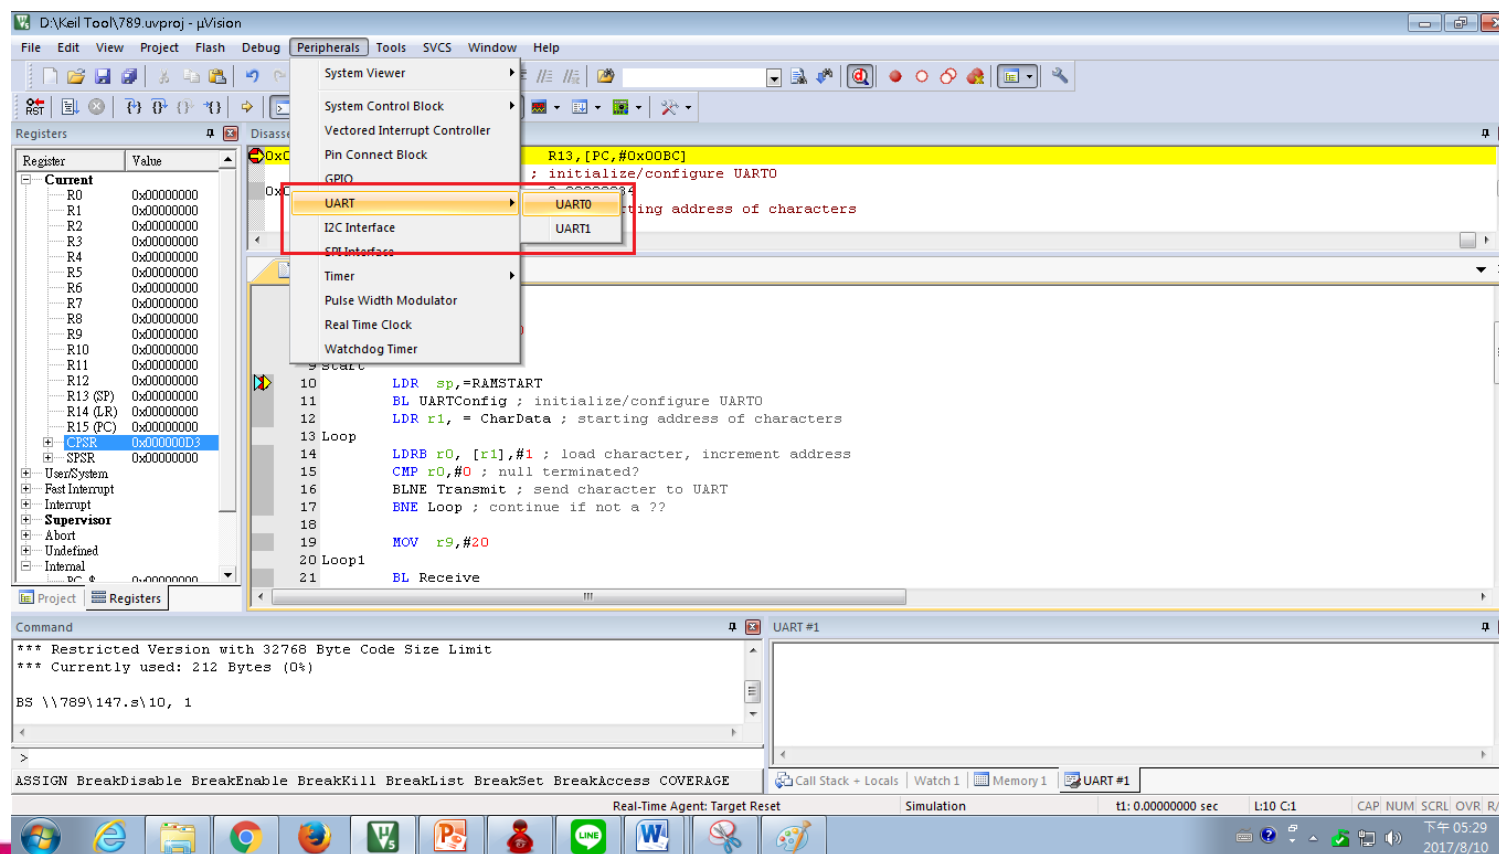 D:\Keil Tool\789.uvproj - µVision
File Edit View Project Flash Debug Peripherals Tools SVCS Window Help
System Viewer
System Control Block
Vectored Interrupt Controller
Pin Connect Block
GPIO
UART
I2C Interface
SPI Interface
Timer
Pulse Width Modulator
Real Time Clock
Watchdog Timer
UART0
UART1
RST
Registers
Register Value
Current
R0 0x00000000
R1 0x00000000
R2 0x00000000
R3 0x00000000
R4 0x00000000
R5 0x00000000
R6 0x00000000
R7 0x00000000
R8 0x00000000
R9 0x00000000
R10 0x00000000
R11 0x00000000
R12 0x00000000
R13 (SP) 0x00000000
R14 (LR) 0x00000000
R15 (PC) 0x00000000
CPSR 0x000000D3
SPSR 0x00000000
User/System
Fast Interrupt
Interrupt
Supervisor
Abort
Undefined
Internal
PC $ 0x00000000
Project Registers
R13,[PC,#0x00BC]
; initialize/configure UART0
address of characters
9 start
10 LDR sp,=RAMSTART
11 BL UARTConfig ; initialize/configure UART0
12 LDR r1, = CharData ; starting address of characters
13 Loop
14 LDRB r0, [r1],#1 ; load character, increment address
15 CMP r0,#0 ; null terminated?
16 BLNE Transmit ; send character to UART
17 BNE Loop ; continue if not a ??
18
19 MOV r9,#20
20 Loop1
21 BL Receive
Command
*** Restricted Version with 32768 Byte Code Size Limit
*** Currently used: 212 Bytes (0%)
BS \\789\147.s\10, 1
>
ASSIGN BreakDisable BreakEnable BreakKill BreakList BreakSet BreakAccess COVERAGE
UART #1
Call Stack + Locals Watch 1 Memory 1 UART #1
Real-Time Agent: Target Reset Simulation t1: 0.00000000 sec L:10 C:1 CAP NUM SCRL OVR R/
LINE
下午 05:29
2017/8/10